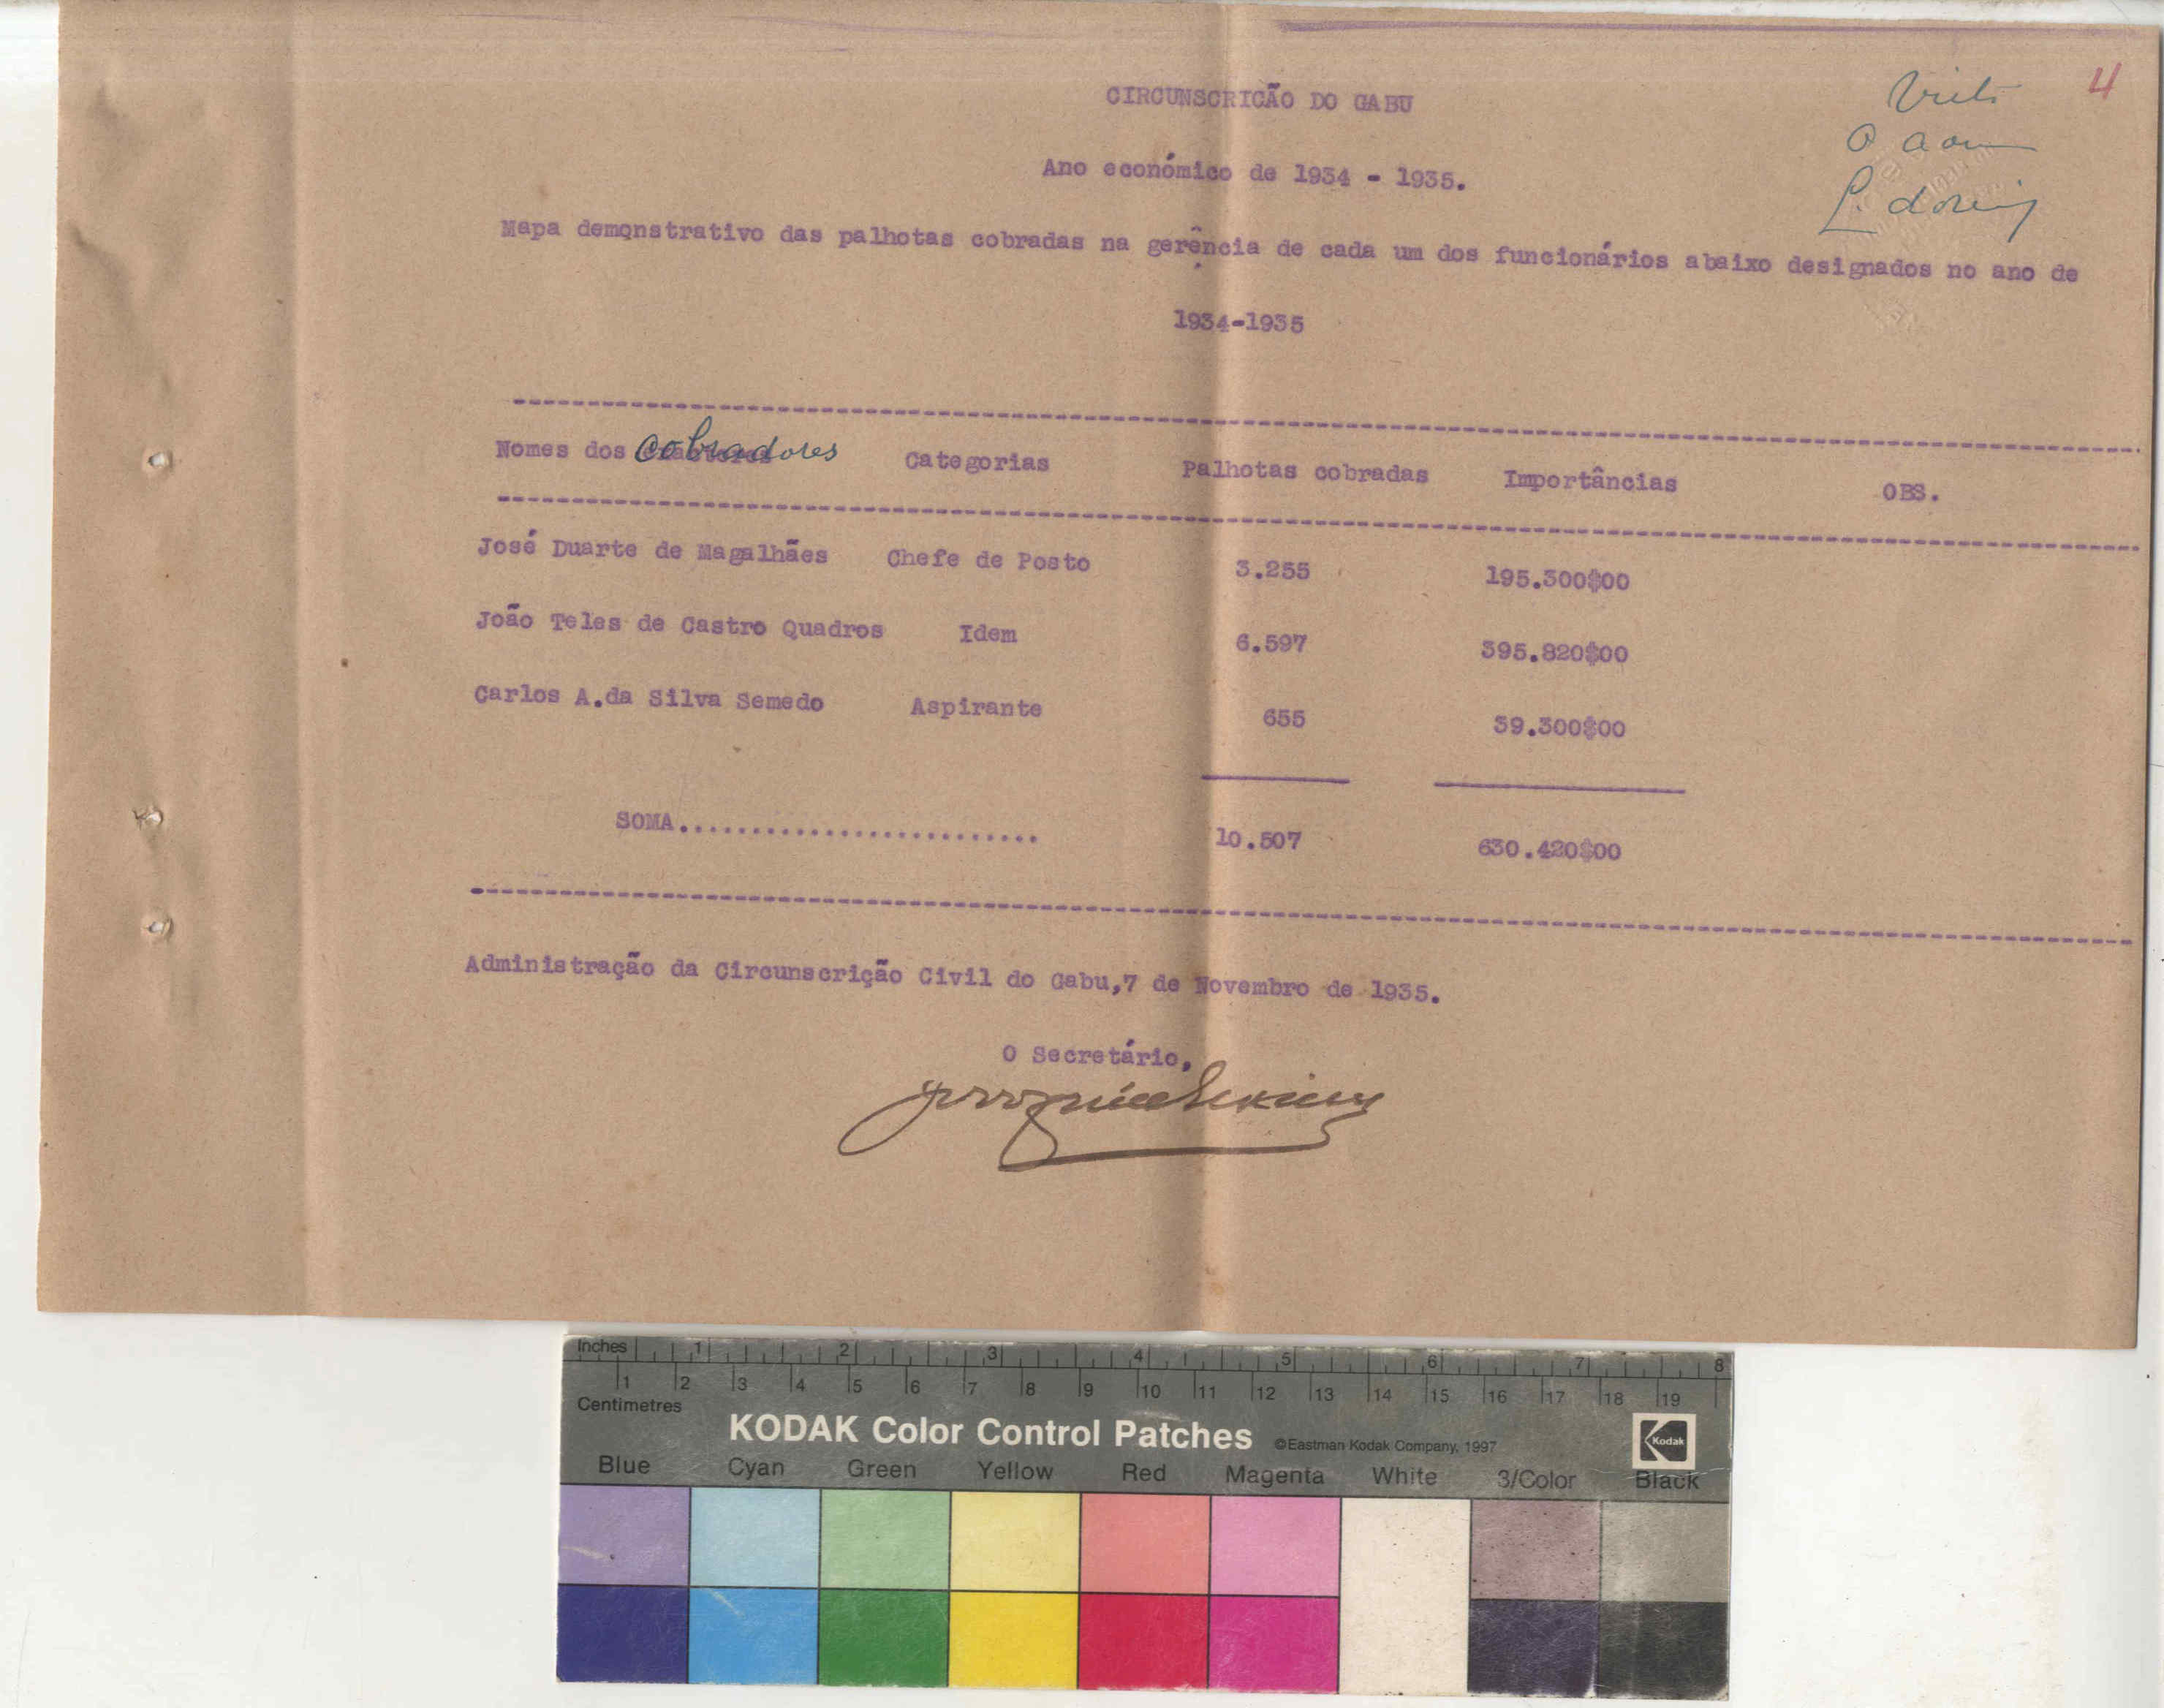 4
Visto
O
CIRCUNSCRICÃO DO GABU
Ano económico de 1934 - 1935.
Mapa demonstrativo das palhotas cobradas na gerência de cada um dos funcionários abaixo designados no ano de
1934-1935
Nomes dos cobradores Categorias Palhotas cobradas Importâncias OBS.
José Duarte de Magalhães Chefe de Posto 3.255 195.300$00
João Teles de Castro Quadros Idem 6.597 395.820$00
Carlos A.da Silva Semedo Aspirante 655 39.300$00
SOMA......................... 10.507 630.420$00
Administração da Circunscrição Civil do Gabu,7 de Novembro de 1935.
O Secretário,
Inches 1 2 3 4 5 6 7 8
1 2 3 4 5 6 7 8 9 10 11 12 13 14 15 16 17 18 19
Centimetres
KODAK Color Control Patches ©Eastman Kodak Company, 1997 Kodak
Blue Cyan Green Yellow Red Magenta White 3/Color Black